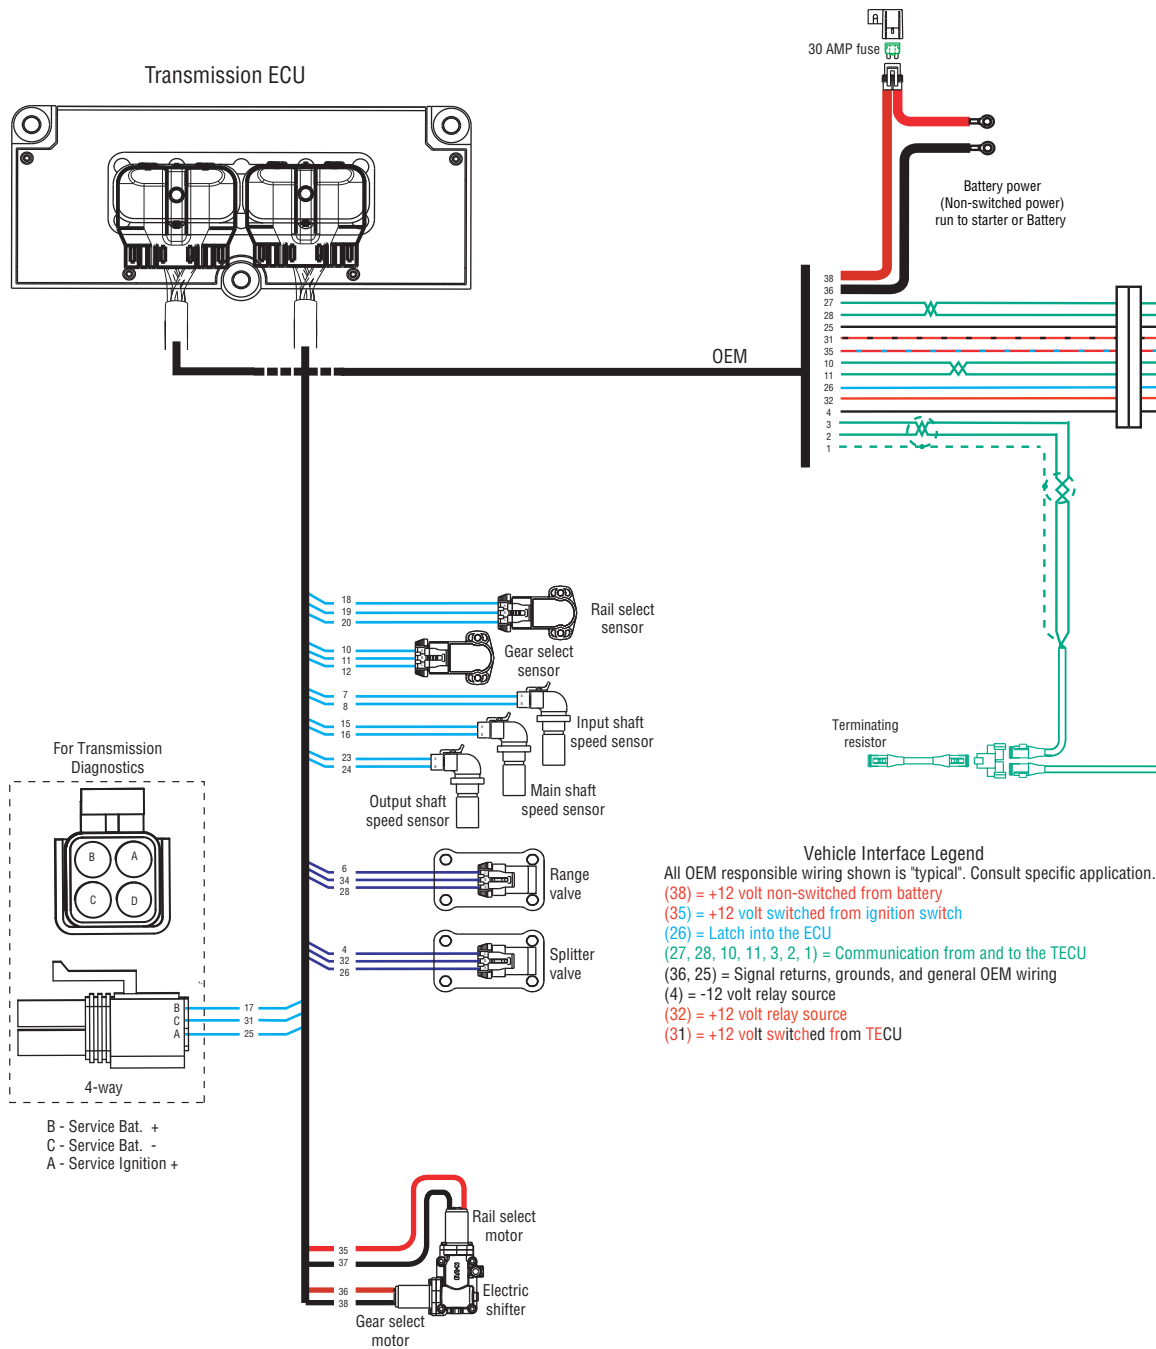 30 AMP fuse
Transmission ECU
Battery power
(Non-switched power)
run to starter or Battery
OEM
38
36
27
28
25
31
35
10
11
26
32
4
3
2
1
18
19
20
Rail select
sensor
10
11
12
Gear select
sensor
7
8
Input shaft
speed sensor
15
16
Main shaft
speed sensor
23
24
Output shaft
speed sensor
Terminating
resistor
For Transmission
Diagnostics
B
A
C
D
6
34
28
Range
valve
4
32
26
Splitter
valve
B
C
A
17
31
25
4-way
B - Service Bat. +
C - Service Bat. -
A - Service Ignition +
Vehicle Interface Legend
All OEM responsible wiring shown is "typical". Consult specific application.
(38) = +12 volt non-switched from battery
(35) = +12 volt switched from ignition switch
(26) = Latch into the ECU
(27, 28, 10, 11, 3, 2, 1) = Communication from and to the TECU
(36, 25) = Signal returns, grounds, and general OEM wiring
(4) = -12 volt relay source
(32) = +12 volt relay source
(31) = +12 volt switched from TECU
35
37
Rail select
motor
36
38
Electric
shifter
Gear select
motor